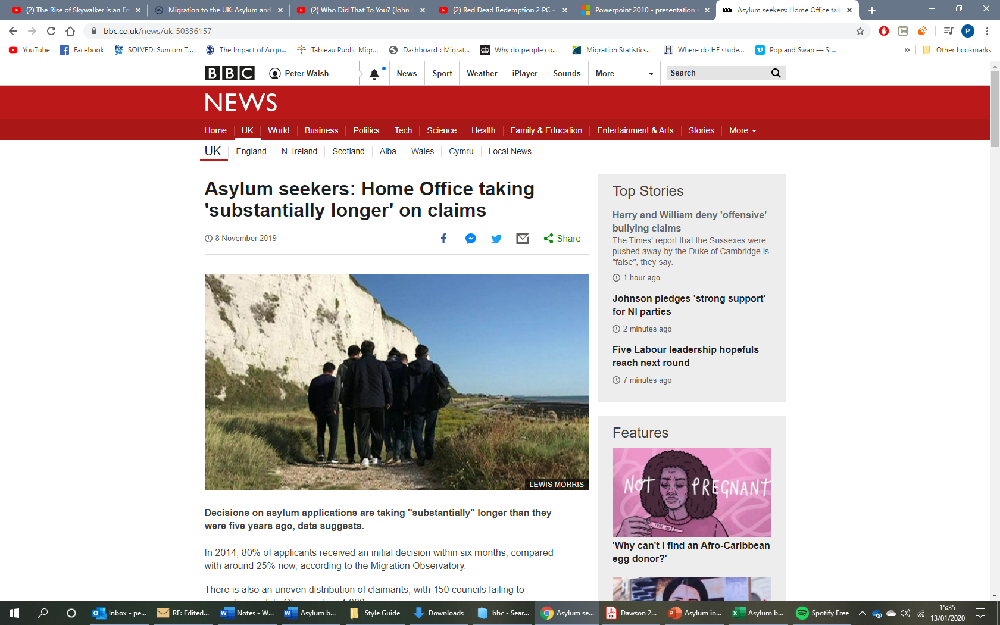 (2) The Rise of Skywalker is an Em
Migration to the UK: Asylum and
(2) Who Did That To You? (John L
(2) Red Dead Redemption 2 PC -
Powerpoint 2010 - presentation s
BBC Asylum seekers: Home Office tak
bbc.co.uk/news/uk-50336157
P
YouTube
Facebook
fix ya SOLVED: Suncom T...
The Impact of Acqu...
Tableau Public Migr...
Dashboard ‹ Migrat...
Why do people co...
Migration Statistics...
H Where do HE stude...
Pop and Swap — St...
»
Other bookmarks
BBC
Peter Walsh
News
Sport
Weather
iPlayer
Sounds
More
Search
NEWS
Home
UK
World
Business
Politics
Tech
Science
Health
Family & Education
Entertainment & Arts
Stories
More
UK
England
N. Ireland
Scotland
Alba
Wales
Cymru
Local News
Asylum seekers: Home Office taking
'substantially longer' on claims
8 November 2019
Share
LEWIS MORRIS
Decisions on asylum applications are taking "substantially" longer than they
were five years ago, data suggests.
In 2014, 80% of applicants received an initial decision within six months, compared
with around 25% now, according to the Migration Observatory.
There is also an uneven distribution of claimants, with 150 councils failing to
Top Stories
Harry and William deny 'offensive'
bullying claims
The Times' report that the Sussexes were
pushed away by the Duke of Cambridge is
"false", they say.
1 hour ago
Johnson pledges 'strong support'
for NI parties
2 minutes ago
Five Labour leadership hopefuls
reach next round
7 minutes ago
Features
NOT PREGNANT
TEST
'Why can't I find an Afro-Caribbean
egg donor?'
Inbox - pe...
RE: Edited...
Notes - W...
Asylum b...
Style Guide
Downloads
bbc - Sear...
Asylum se...
Dawson 2...
Asylum in...
Asylum b...
Spotify Free
15:35
13/01/2020